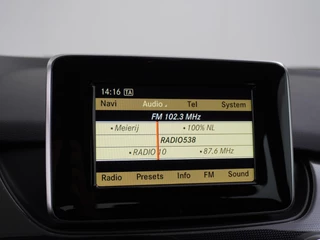 14:16 TA
Navi Audio Tel System
FM 102.3 MHz
• Meierij • 100% NL
RADIO538
• RADIO 10 • 87.6 MHz
Radio Presets Info FM Sound